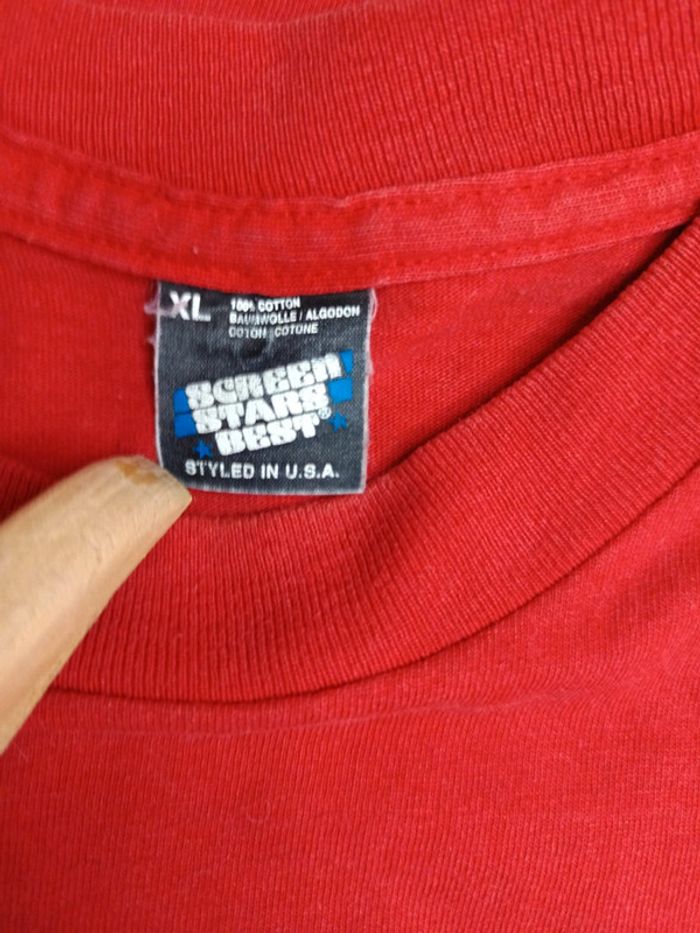 XL
100% COTTON
BAUMWOLLE / ALGODON
COTON COTONE
SCREEN
STARS
BEST®
STYLED IN U.S.A.